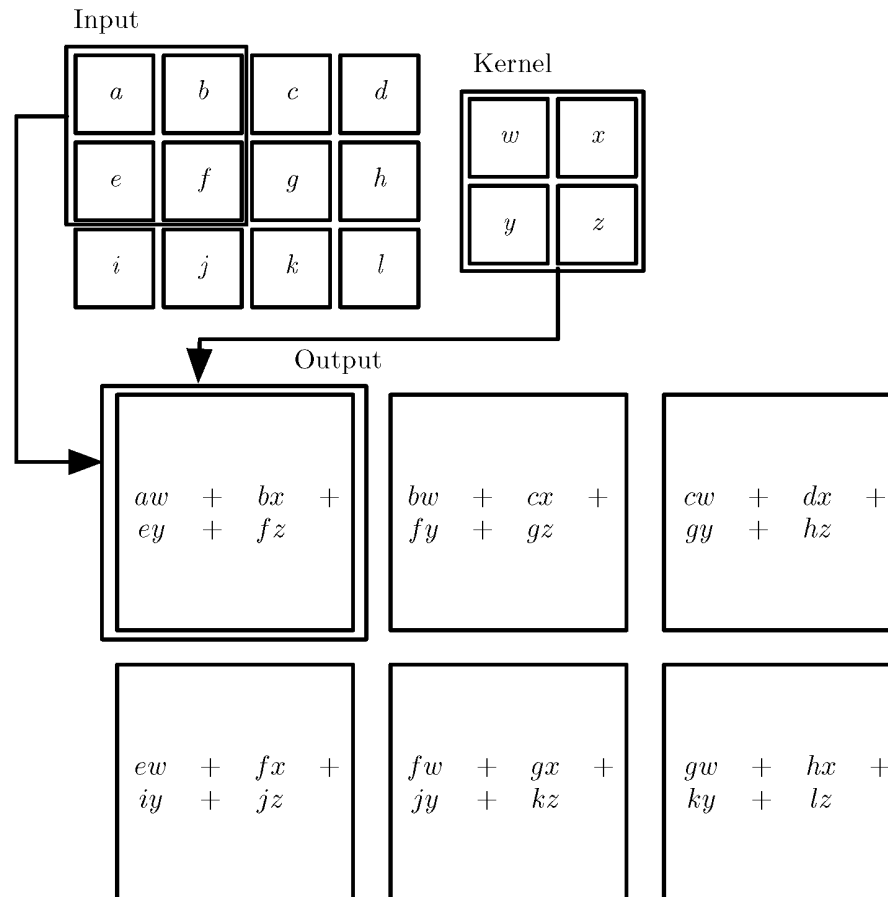 Input
a b c d
e f g h
i j k l
Kernel
w x
y z
Output
aw + bx +
ey + fz
bw + cx +
fy + gz
cw + dx +
gy + hz
ew + fx +
iy + jz
fw + gx +
jy + kz
gw + hx +
ky + lz